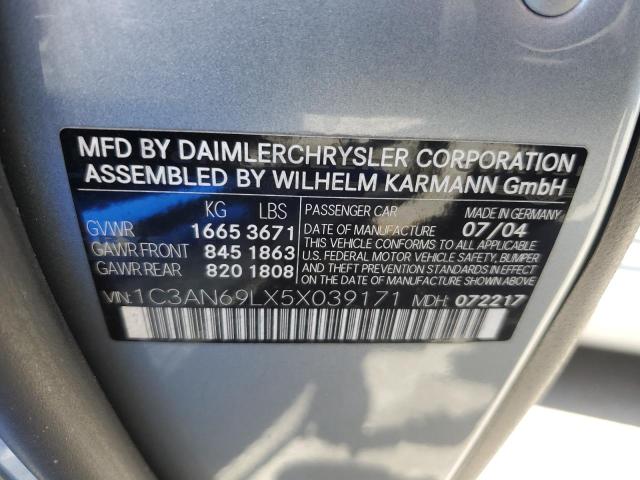 MFD BY DAIMLERCHRYSLER CORPORATION
ASSEMBLED BY WILHELM KARMANN GmbH
KG LBS
GVWR 1665 3671
GAWR FRONT 845 1863
GAWR REAR 820 1808
PASSENGER CAR MADE IN GERMANY
DATE OF MANUFACTURE 07/04
THIS VEHICLE CONFORMS TO ALL APPLICABLE
U.S. FEDERAL MOTOR VEHICLE SAFETY, BUMPER
AND THEFT PREVENTION STANDARDS IN EFFECT
ON THE DATE OF MANUFACTURE SHOWN ABOVE
VIN: 1C3AN69LX5X039171 MDH: 072217